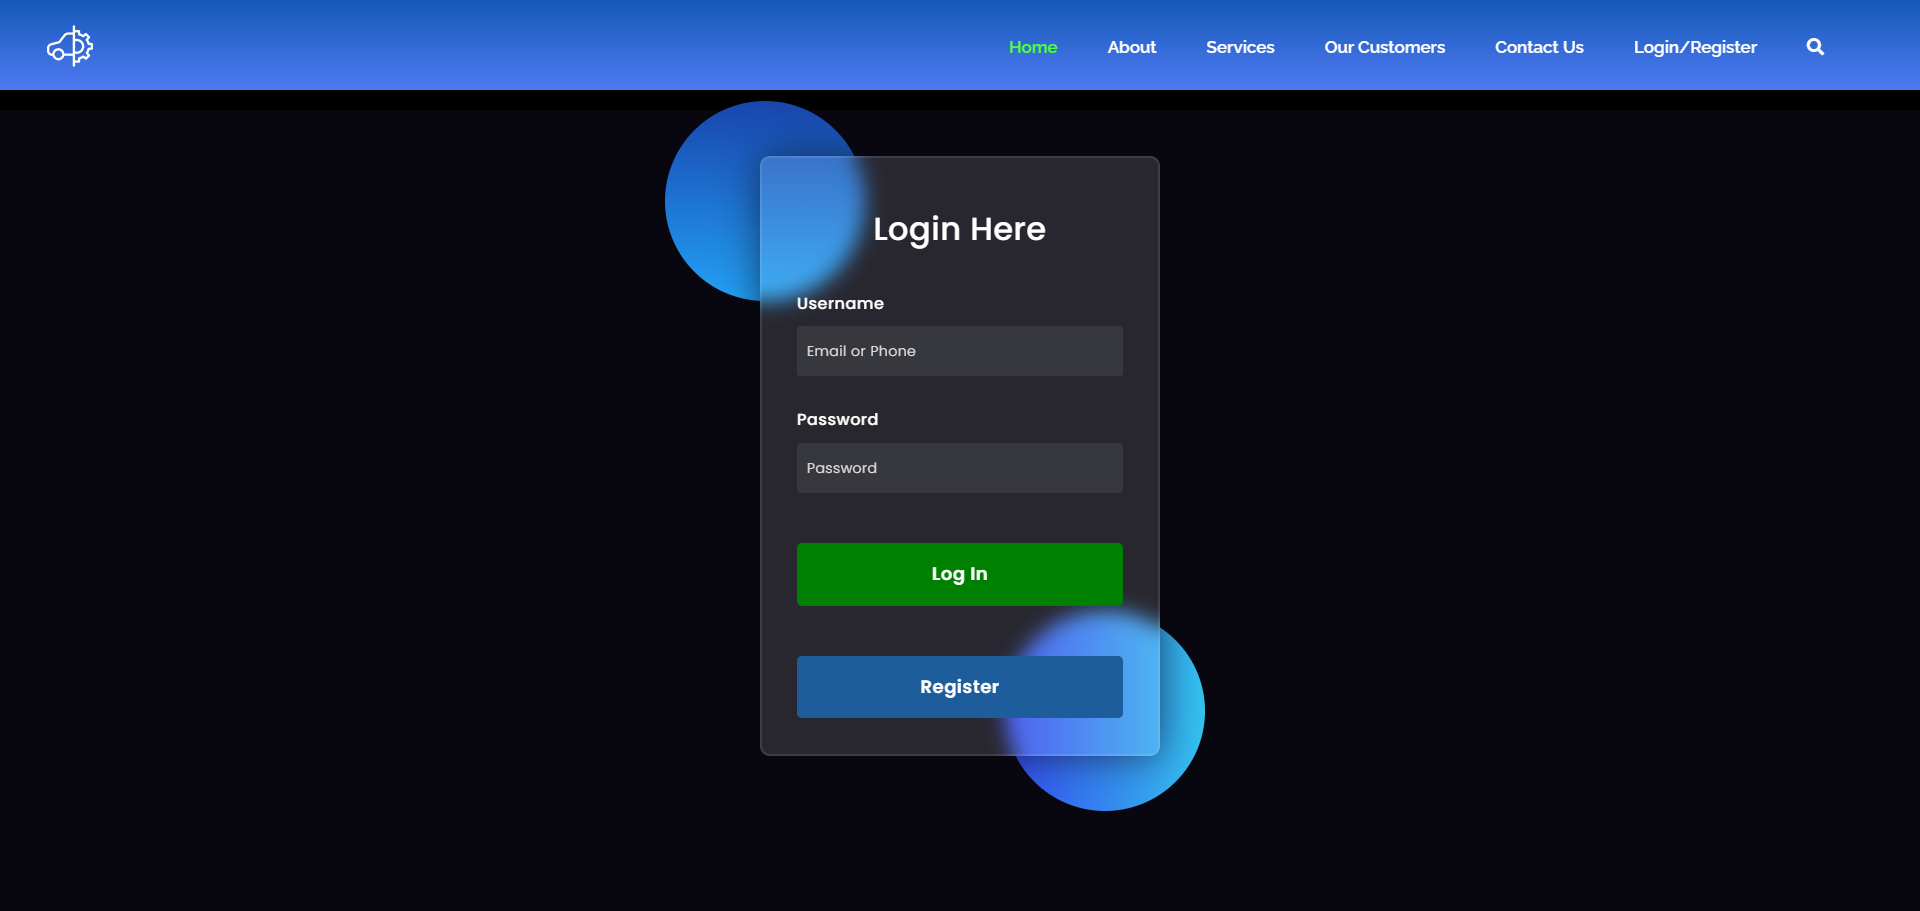 Home About Services Our Customers Contact Us Login/Register
Login Here
Username
Email or Phone
Password
Password
Log In
Register